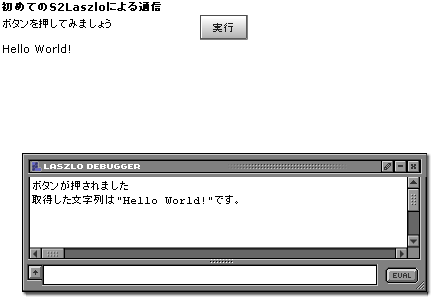 初めてのS2Laszloによる通信
ボタンを押してみましょう
実行
Hello World!
LASZLO DEBUGGER
ボタンが押されました
取得した文字列は"Hello World!"です。
EVAL